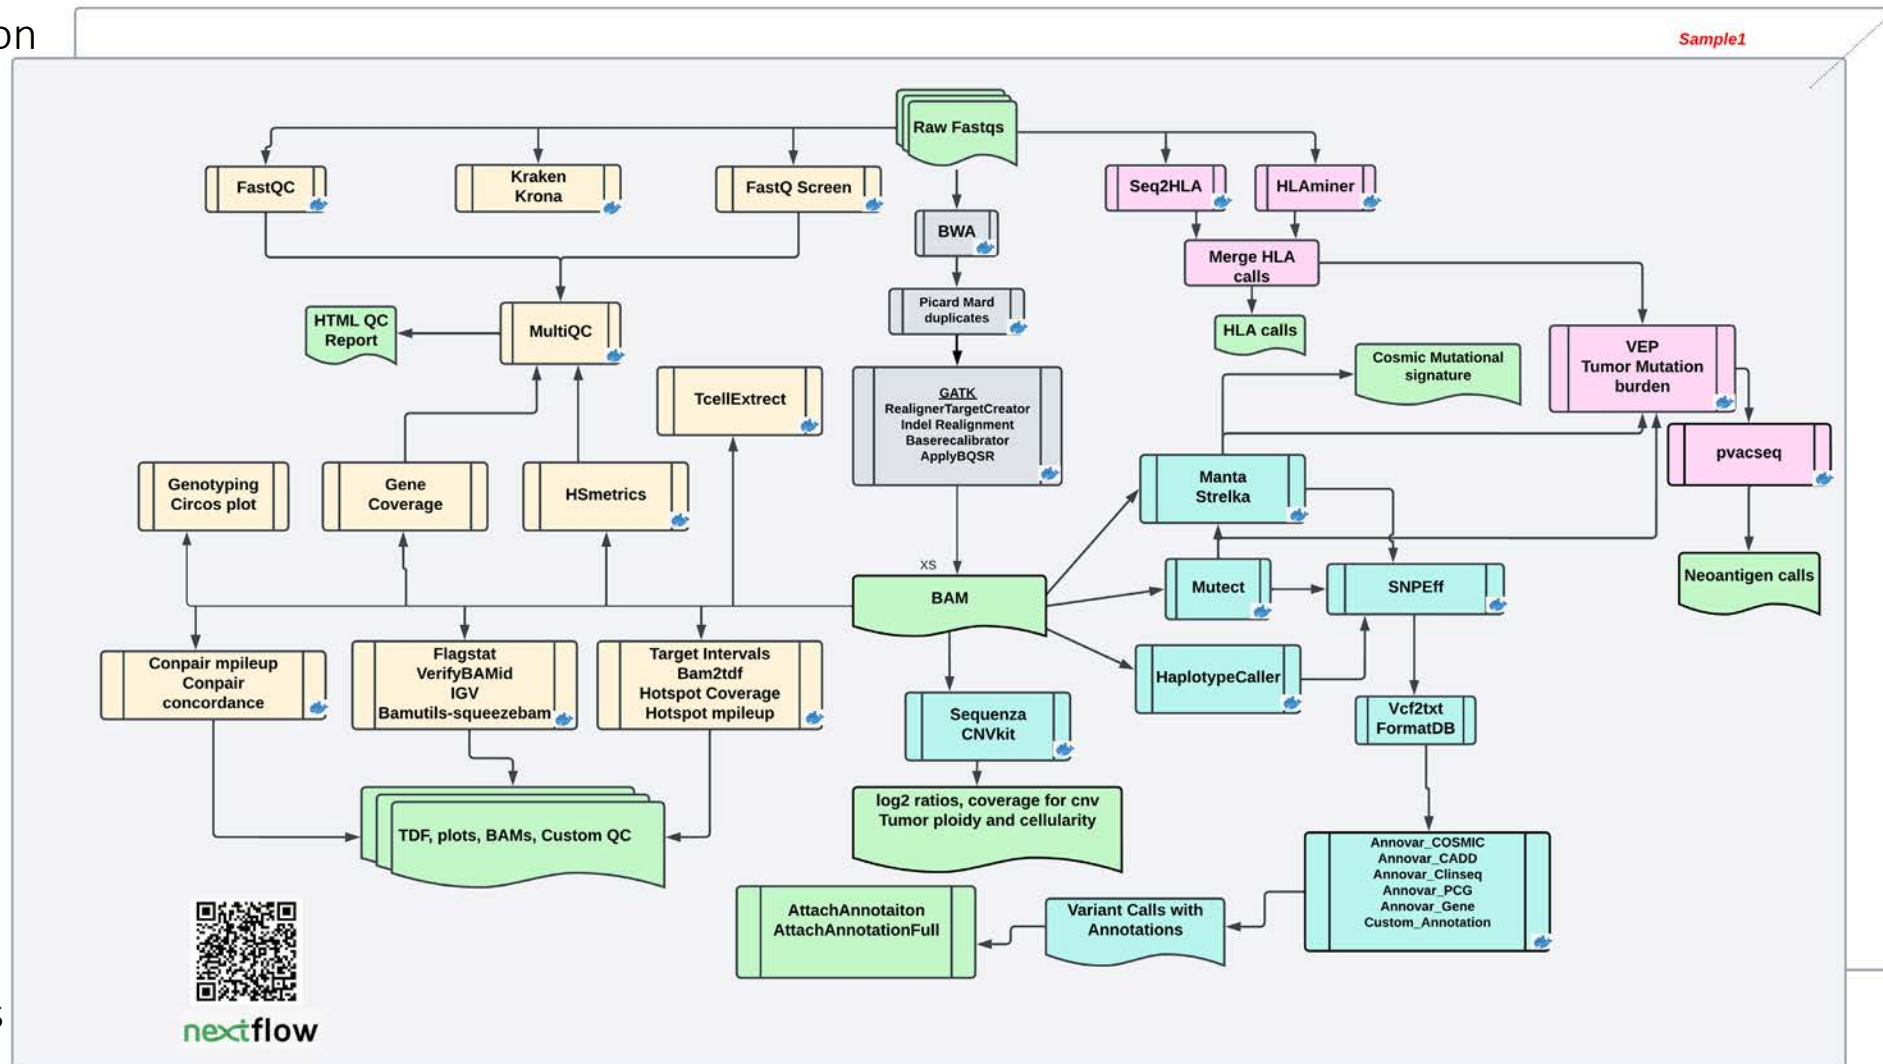 on
Sample1
Raw Fastqs
FastQC
Kraken
Krona
FastQ Screen
Seq2HLA
HLAminer
BWA
Merge HLA
calls
Picard Mard
duplicates
HTML QC
Report
MultiQC
HLA calls
VEP
Tumor Mutation
burden
Cosmic Mutational
signature
TcellExtrect
GATK
RealignerTargetCreator
Indel Realignment
Baserecalibrator
ApplyBQSR
pvacseq
Genotyping
Circos plot
Gene
Coverage
HSmetrics
Manta
Strelka
xs
BAM
Mutect
SNPEff
Neoantigen calls
Conpair mpileup
Conpair
concordance
Flagstat
VerifyBAMid
IGV
Bamutils-squeezebam
Target Intervals
Bam2tdf
Hotspot Coverage
Hotspot mpileup
HaplotypeCaller
Sequenza
CNVkit
Vcf2txt
FormatDB
TDF, plots, BAMs, Custom QC
log2 ratios, coverage for cnv
Tumor ploidy and cellularity
Annovar_COSMIC
Annovar_CADD
Annovar_Clinseq
Annovar_PCG
Annovar_Gene
Custom_Annotation
AttachAnnotaiton
AttachAnnotationFull
Variant Calls with
Annotations
s
nextflow